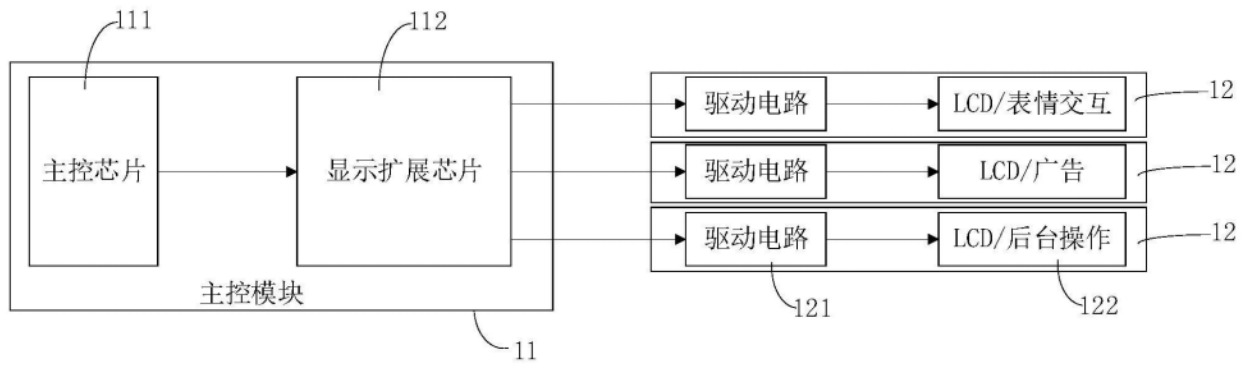 111
112
主控芯片
显示扩展芯片
驱动电路
LCD/表情交互
12
驱动电路
LCD/广告
12
驱动电路
LCD/后台操作
12
主控模块
121
122
11